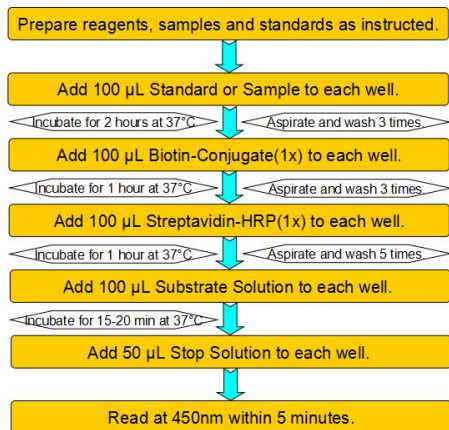 Prepare reagents, samples and standards as instructed.
Add 100 µL Standard or Sample to each well.
Incubate for 2 hours at 37°C
Aspirate and wash 3 times.
Add 100 µL Biotin-Conjugate(1x) to each well.
Incubate for 1 hour at 37°C
Aspirate and wash 3 times.
Add 100 µL Streptavidin-HRP(1x) to each well.
Incubate for 1 hour at 37°C
Aspirate and wash 5 times.
Add 100 µL Substrate Solution to each well.
Incubate for 15-20 min at 37°C
Add 50 µL Stop Solution to each well.
Read at 450nm within 5 minutes.